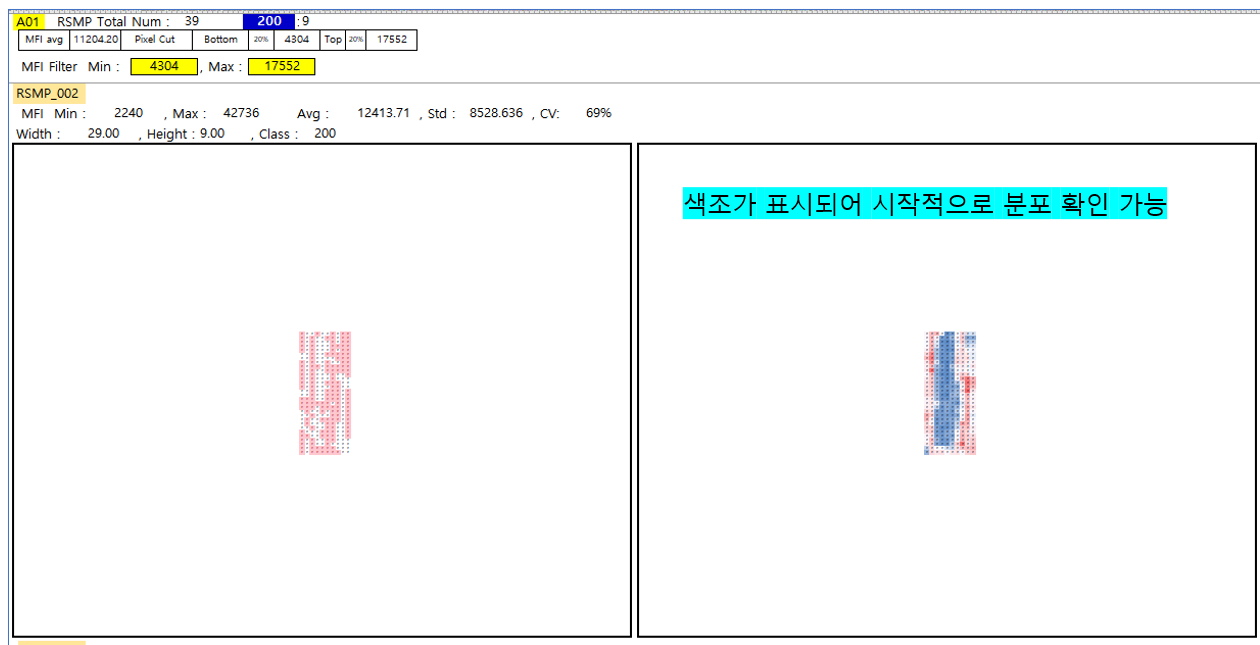 A01 RSMP Total Num : 39 200 :9
MFI avg 11204.20 Pixel Cut Bottom 20% 4304 Top 20% 17552
MFI Filter Min : 4304 , Max : 17552
RSMP_002
MFI Min : 2240 , Max : 42736 Avg : 12413.71 , Std : 8528.636 , CV: 69%
Width : 29.00 , Height : 9.00 , Class : 200
색조가 표시되어 시작적으로 분포 확인 가능